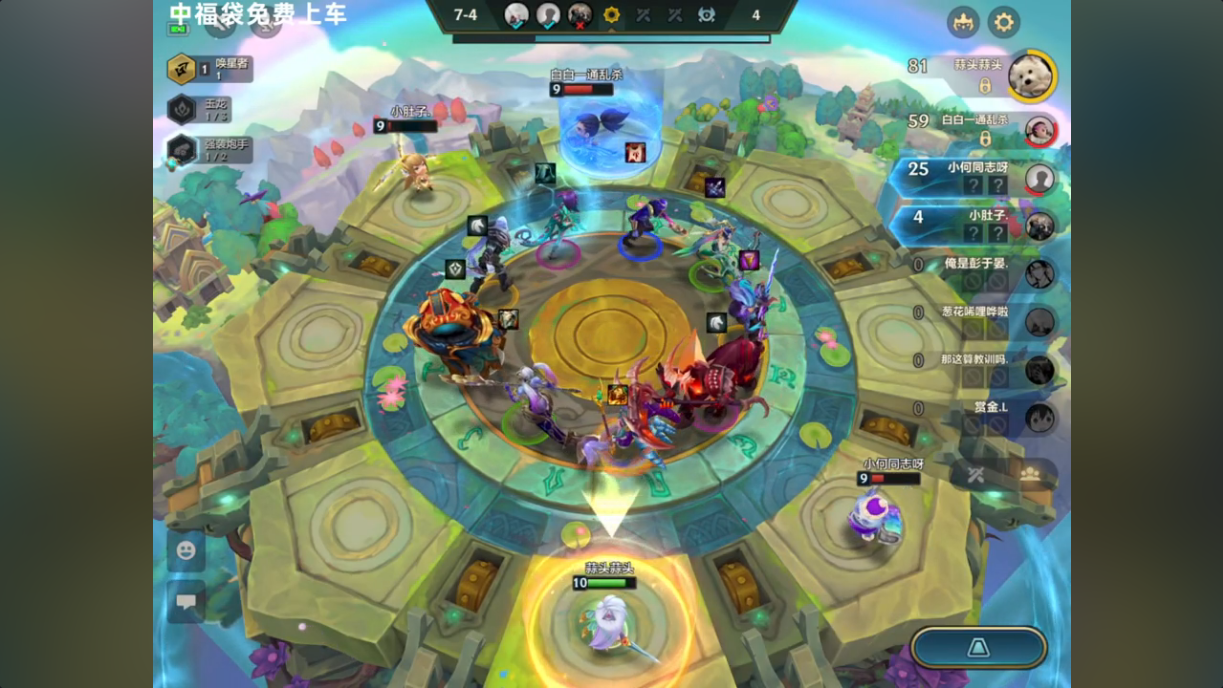 中福袋免费上车
7-4
4
唤星者
1
1
玉龙
1/3
强袭炮手
1/2
白白一通乱杀
9
小肚子.
9
81 蒜头蒜头
59 白白一通乱杀
25 小何同志呀
? ?
4 小肚子.
? ?
0 俺是彭于晏.
0 葱花唏哩哗啦
0 那这算教训吗.
0 赏金.L
小何同志呀
9
蒜头蒜头
10